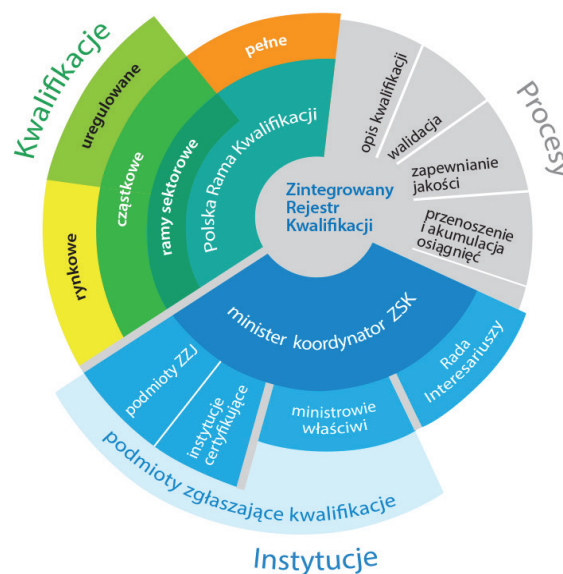 Kwalifikacje
uregulowane
rynkowe
cząstkowe
pełne
ramy sektorowe
Polska Rama Kwalifikacji
Zintegrowany
Rejestr
Kwalifikacji
Procesy
opis kwalifikacji
walidacja
zapewnianie
jakości
przenoszenie
i akumulacja
osiągnięć
minister koordynator ZSK
Rada
Interesariuszy
ministrowie
właściwi
instytucje
certyfikujące
podmioty ZZJ
podmioty zgłaszające kwalifikacje
Instytucje